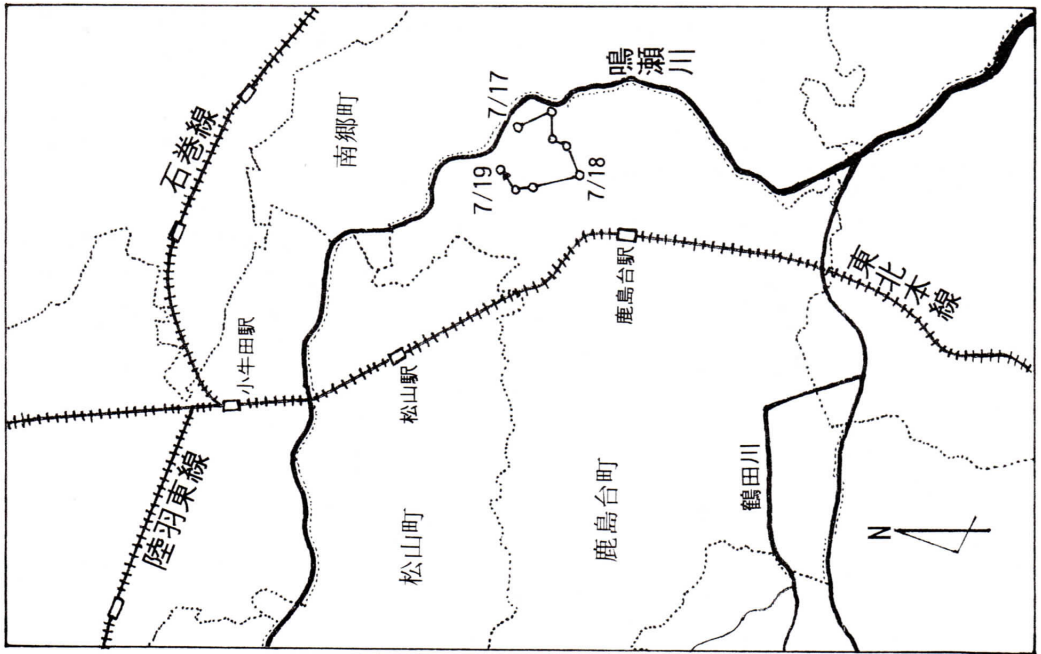 石巻線
南郷町
鳴瀬川
7/17
7/19
7/18
小牛田駅
陸羽東線
松山駅
松山町
鹿島台駅
東北本線
鹿島台町
鶴田川
N